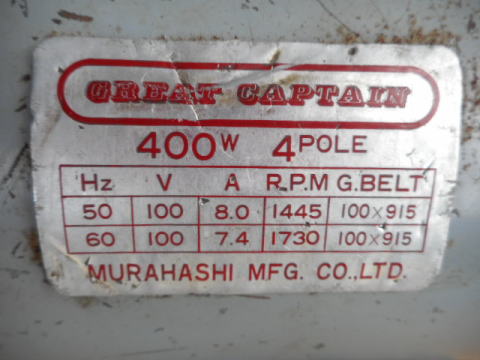 GREAT CAPTAIN
400W 4POLE
Hz V A R.P.M G.BELT
50 100 8.0 1445 100×915
60 100 7.4 1730 100×915
MURAHASHI MFG. CO.,LTD.